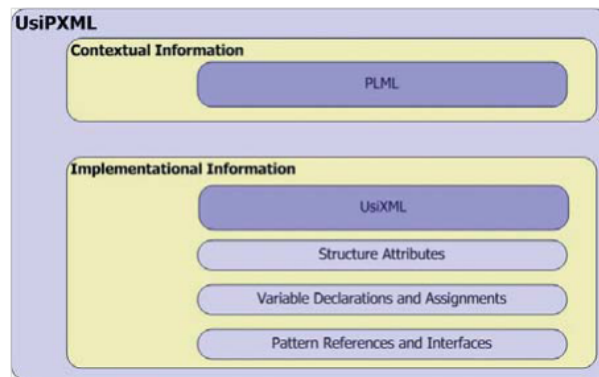 UsiPXML
Contextual Information
PLML
Implementational Information
UsiXML
Structure Attributes
Variable Declarations and Assignments
Pattern References and Interfaces